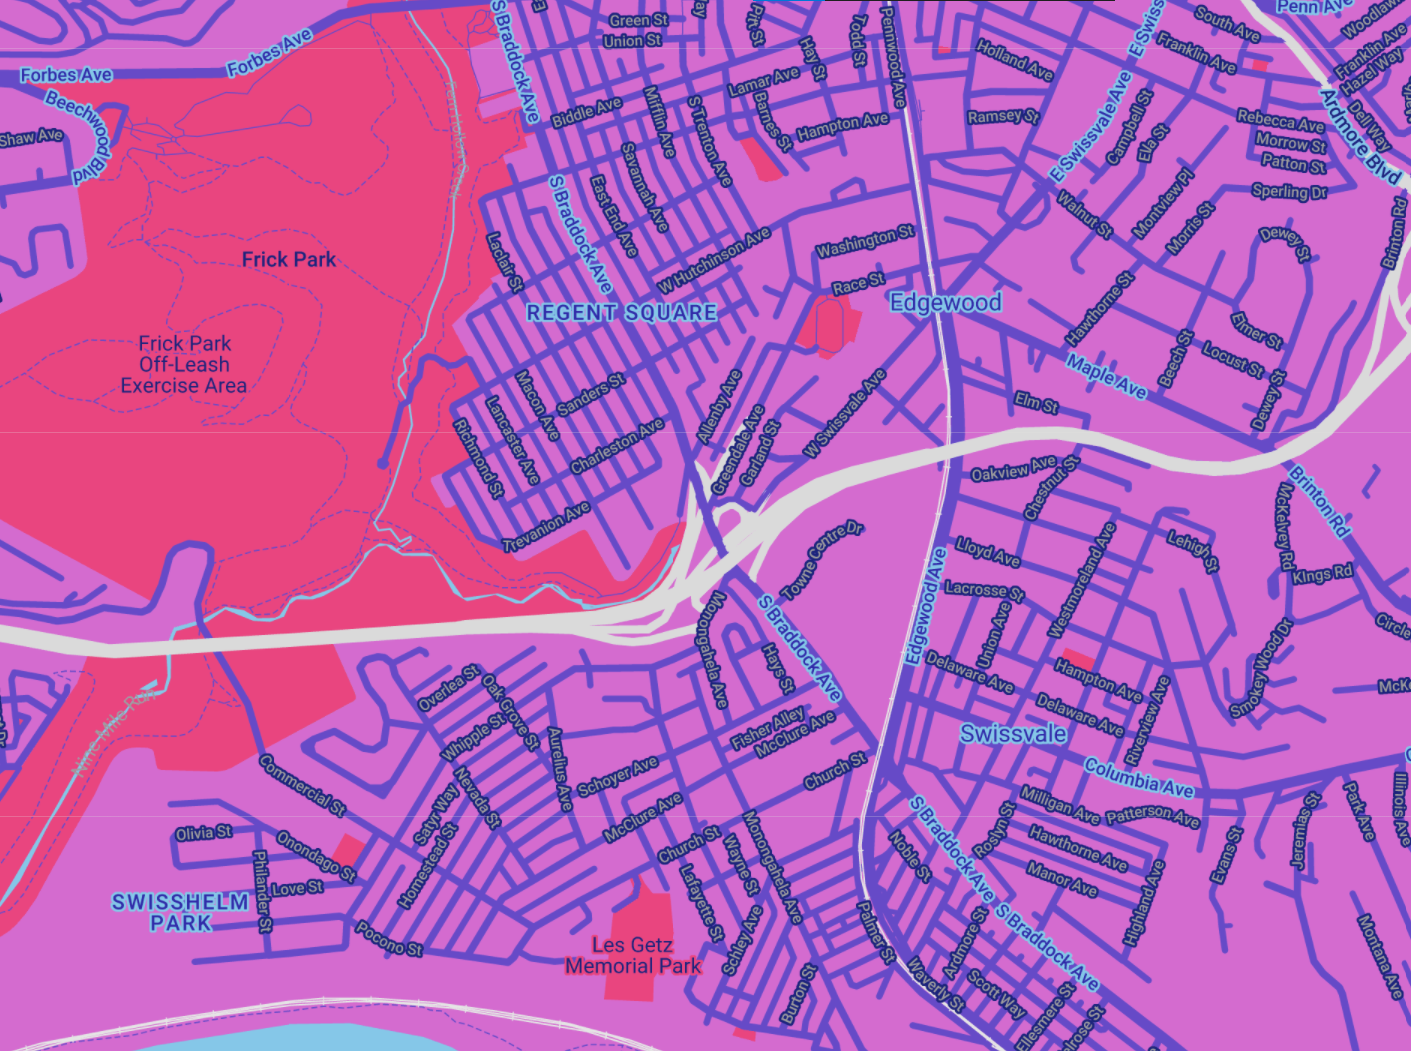 S Braddock Ave
Green St
Union St
Pitt St
Hay St
Todd St
Pennwood Ave
Holland Ave
E Swiss
South Ave
Penn Ave
Franklin Ave
Woodlaw
Franklin Ave
Hazel Way
Forbes Ave
Forbes Ave
Beechwood Blvd
Shaw Ave
Biddle Ave
Mifflin Ave
S Trenton Ave
Lamar Ave
Barnes St
Hampton Ave
Ramsey St
E Swissvale Ave
Campbell St
Ela St
Rebecca Ave
Morrow St
Patton St
Sperling Dr
Ardmore Blvd
Dell Way
Brinton Rd
Savannah Ave
East End Ave
S Braddock Ave
Laclair St
W Hutchinson Ave
Washington St
Race St
Walnut St
Montview Pl
Morris St
Dewey St
Frick Park
Frick Park
Off-Leash
Exercise Area
REGENT SQUARE
Edgewood
Hawthorne St
Elmer St
Locust St
Beech St
Dewey St
Maple Ave
Elm St
Macon Ave
Sanders St
Lancaster Ave
Charleston Ave
Richmond St
Trevanion Ave
Allenby Ave
Greendale Ave
Garland St
W Swissvale Ave
Oakview Ave
Chestnut St
Brinton Rd
McKelvey Rd
Kings Rd
Circle
Towne Centre Dr
Lloyd Ave
Lacrosse St
Westmoreland Ave
Lehigh St
Edgewood Ave
Union Ave
Delaware Ave
Hampton Ave
Delaware Ave
Riverview Ave
Smokey Wood Dr
Swissvale
Columbia Ave
Monongahela Ave
S Braddock Ave
Hays St
Fisher Alley
McClure Ave
Church St
Nine Mile Run
Overlea St
Oak Grove St
Whipple St
Aurelius Ave
Schoyer Ave
Nevada St
Satuv Way
Homestead St
McClure Ave
Church St
Commercial St
Olivia St
Onondago St
Philander St
Love St
Pocono St
SWISSHELM
PARK
Les Getz
Memorial Park
Lafayette St
Wayne St
Monongahela Ave
Schley Ave
Burton St
Palmer St
Noble St
S Braddock Ave
S Braddock Ave
Roslyn St
Milligan Ave
Patterson Ave
Hawthorne Ave
Manor Ave
Highland Ave
Ardmore St
Waverly St
Scott Way
Ellesmere St
Evans St
Jeremias St
Park Ave
Illinois Ave
Montana Ave